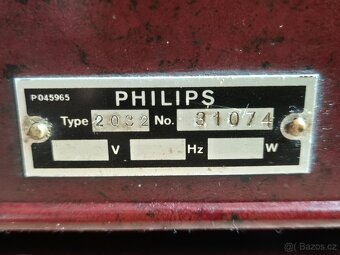 P045965
PHILIPS
Type 2032 No. 31074
V Hz W
Bazos.cz